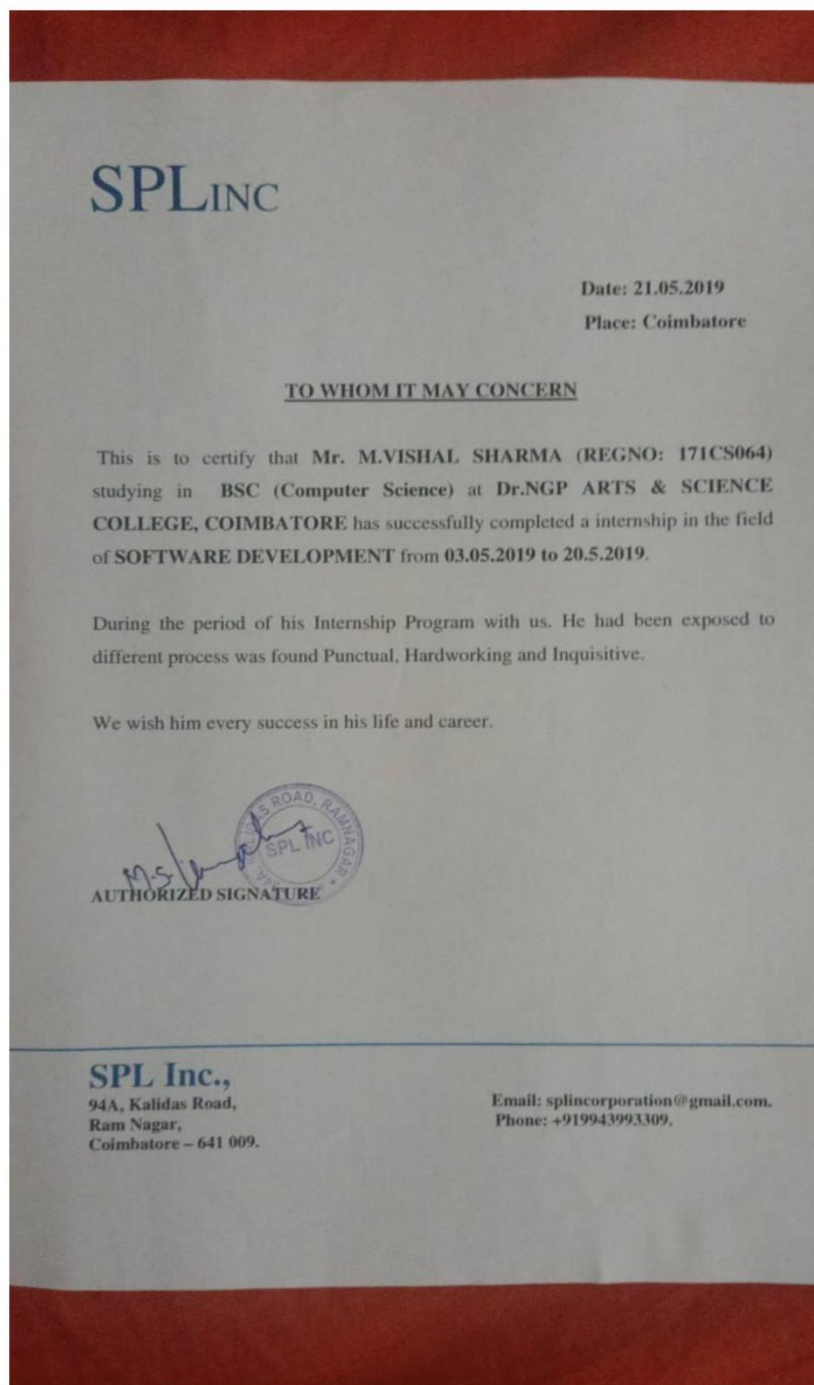 SPLINC
Date: 21.05.2019
Place: Coimbatore
TO WHOM IT MAY CONCERN
This is to certify that Mr. M.VISHAL SHARMA (REGNO: 171CS064)
studying in BSC (Computer Science) at Dr.NGP ARTS & SCIENCE
COLLEGE, COIMBATORE has successfully completed a internship in the field
of SOFTWARE DEVELOPMENT from 03.05.2019 to 20.5.2019.
During the period of his Internship Program with us. He had been exposed to
different process was found Punctual, Hardworking and Inquisitive.
We wish him every success in his life and career.
ROAD, RAMNAGAR
SPL INC
M.S.
AUTHORIZED SIGNATURE
SPL Inc.,
94A, Kalidas Road,
Ram Nagar,
Coimbatore – 641 009.
Email: splincorporation@gmail.com.
Phone: +919943993309.